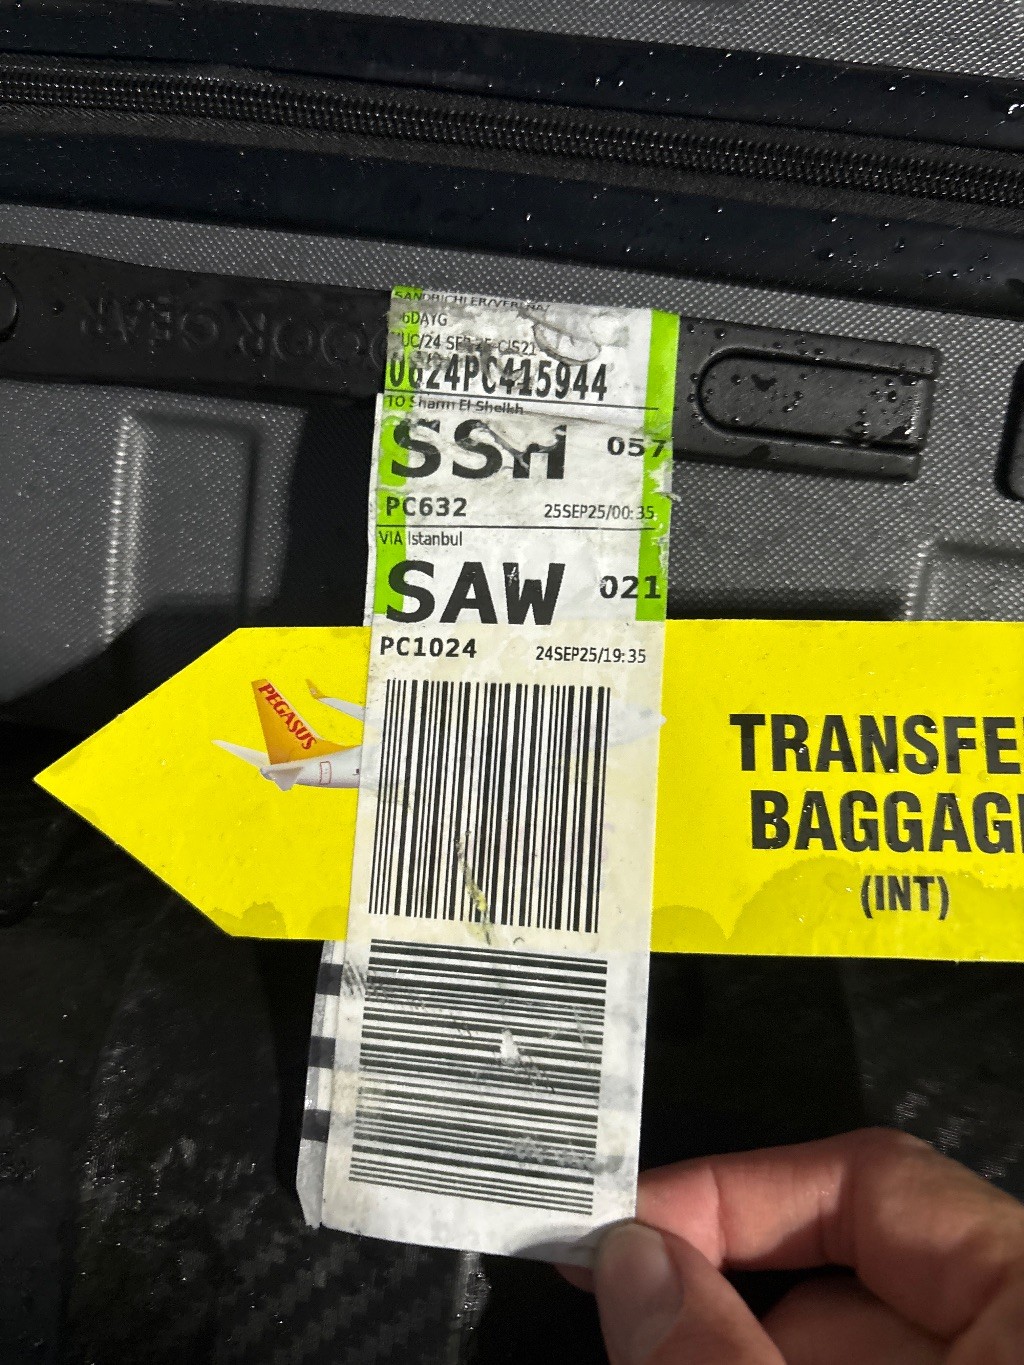 6DAYG
0624PC415944
TO Sharm El Sheikh
SSH 057
PC632 25SEP25/00:35
VIA Istanbul
SAW 021
PC1024 24SEP25/19:35
PEGASUS
TRANSFE
BAGGAG
(INT)